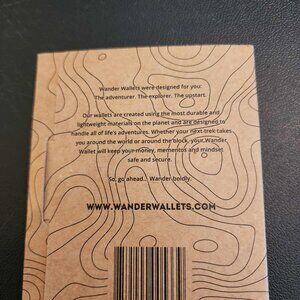 Wander Wallets were designed for you:
The adventurer. The explorer. The upstart.
Our wallets are created using the most durable and
lightweight materials on the planet and are designed to
handle all of life's adventures. Whether your next trek takes
you around the world or around the block, your Wander
Wallet will keep your money, mementos and mindset
safe and secure.
So, go ahead... Wander boldly.
WWW.WANDERWALLETS.COM